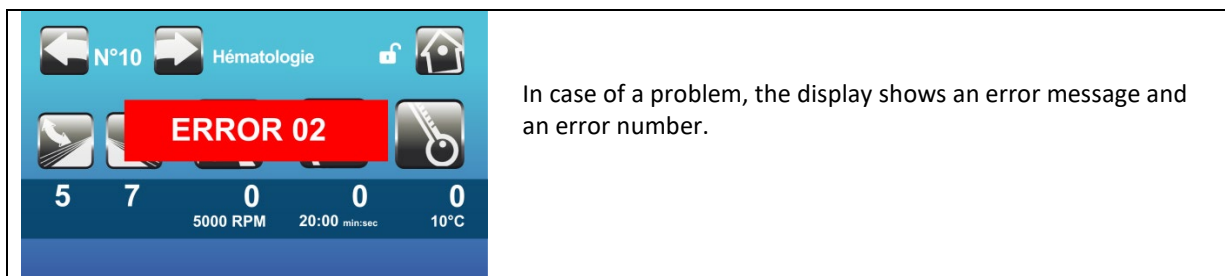 N°10 Hématologie
ERROR 02
5 7 0 0 0
5000 RPM 20:00 min:sec 10°C
In case of a problem, the display shows an error message and
an error number.